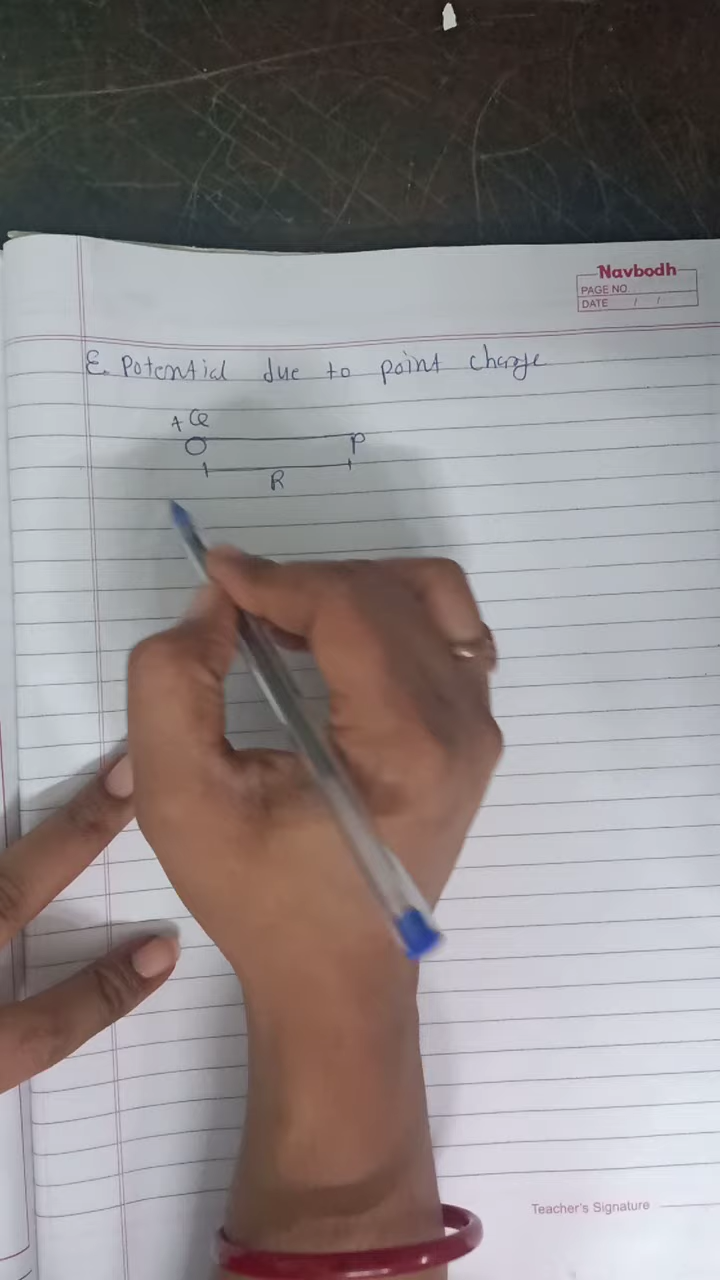 Navbodh
PAGE NO.
DATE / /
E. Potential due to point charge
+Q
P
R
Teacher's Signature